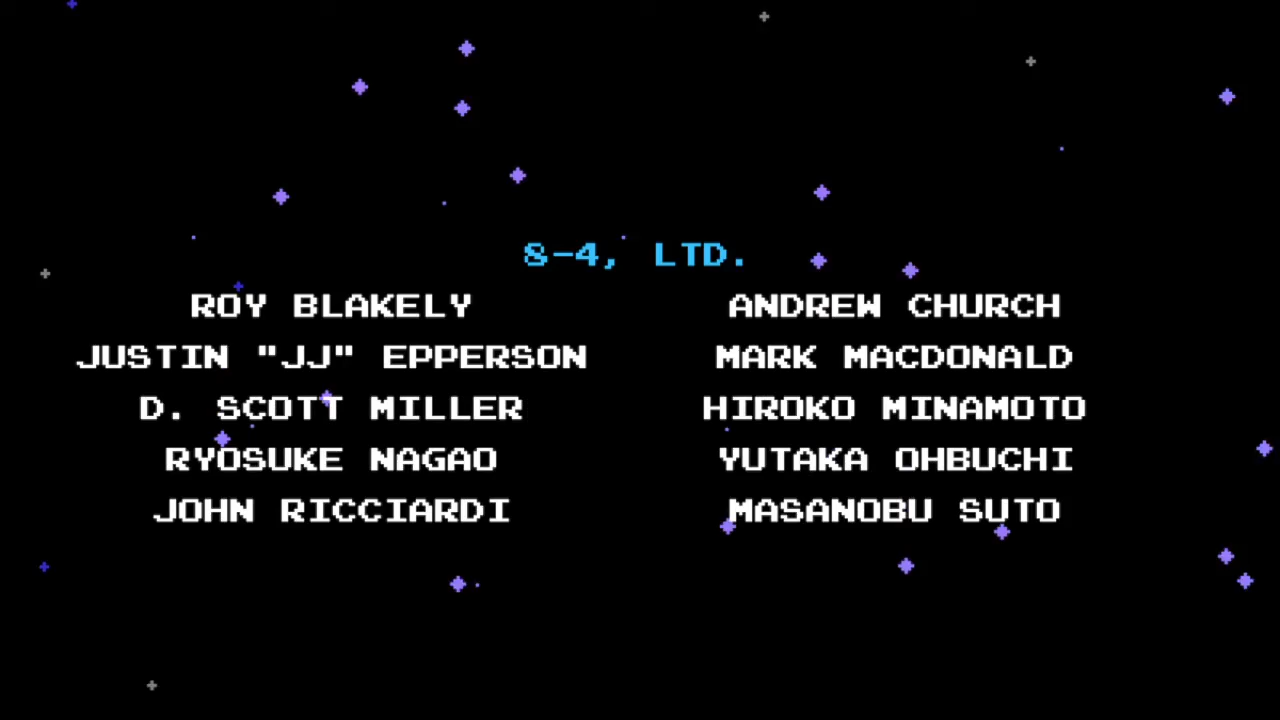 8-4, LTD.
ROY BLAKELY ANDREW CHURCH
JUSTIN "JJ" EPPERSON MARK MACDONALD
D. SCOTT MILLER HIROKO MINAMOTO
RYOSUKE NAGAO YUTAKA OHBUCHI
JOHN RICCIARDI MASANOBU SUTO